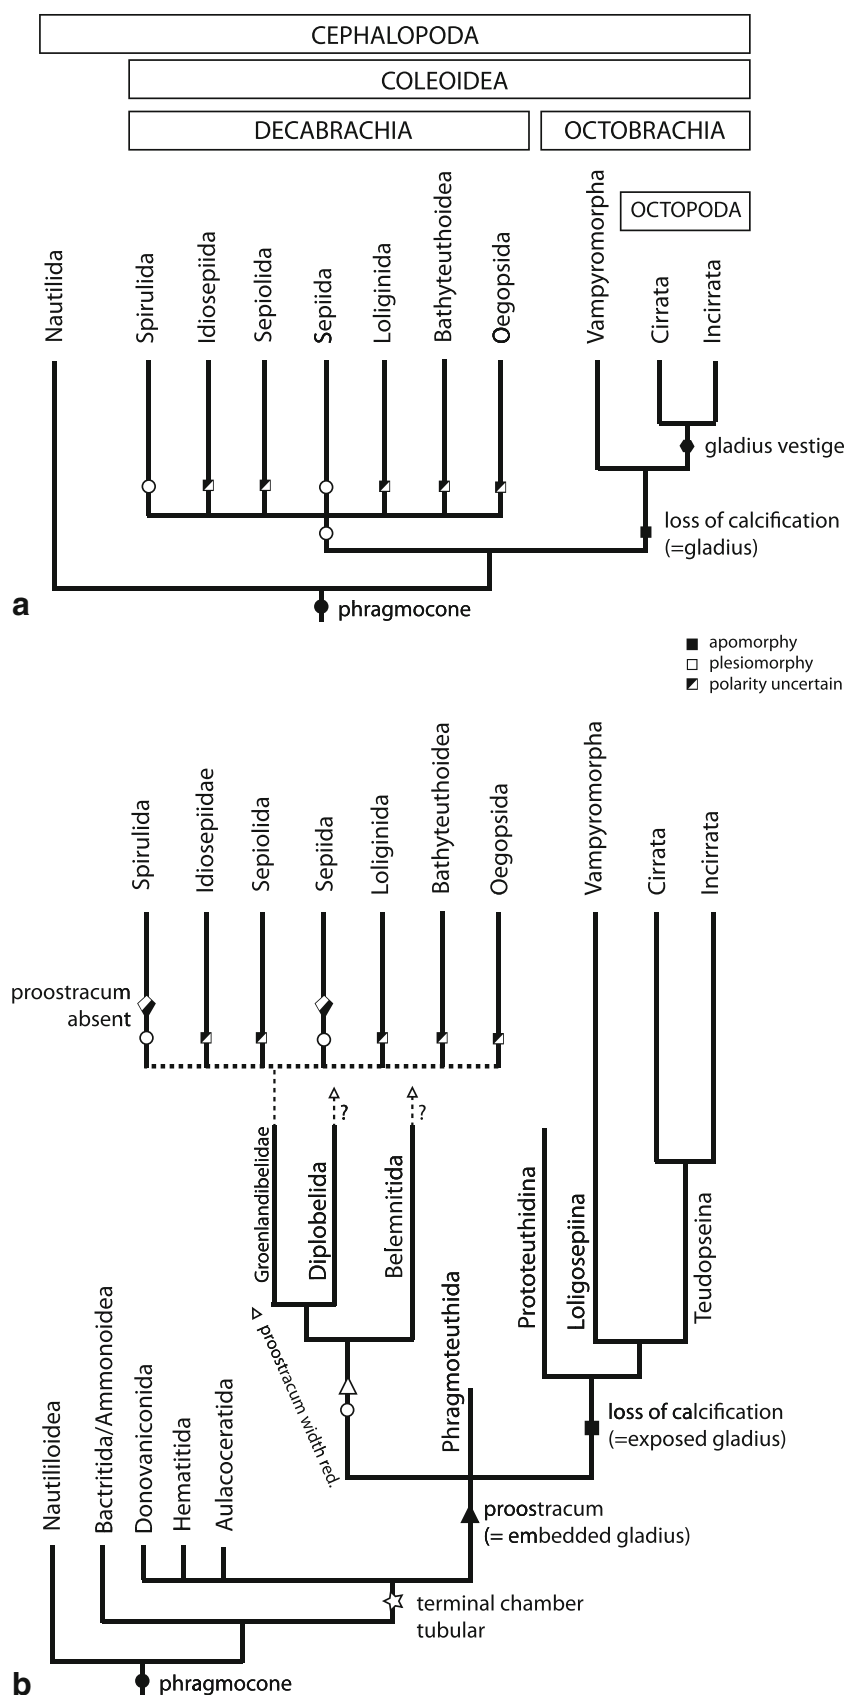 CEPHALOPODA
COLEOIDEA
DECABRACHIA
OCTOBRACHIA
OCTOPODA
Nautilida
Spirulida
Idiosepiida
Sepiolida
Sepiida
Loliginida
Bathyteuthoidea
Oegopsida
Vampyromorpha
Cirrata
Incirrata
gladius vestige
loss of calcification
(=gladius)
a
phragmocone
apomorphy
plesiomorphy
polarity uncertain
Spirulida
Idiosepiidae
Sepiolida
Sepiida
Loliginida
Bathyteuthoidea
Oegopsida
Vampyromorpha
Cirrata
Incirrata
proostracum
absent
?
?
Groenlandibelidae
Diplobelida
Belemnitida
Phragmoteuthida
Prototeuthidina
Loligosepiina
Teudopseina
proostracum width red.
Nautililoidea
Bactritida/Ammonoidea
Donovaniconida
Hematitida
Aulacoceratida
loss of calcification
(=exposed gladius)
proostracum
(= embedded gladius)
terminal chamber
tubular
b
phragmocone